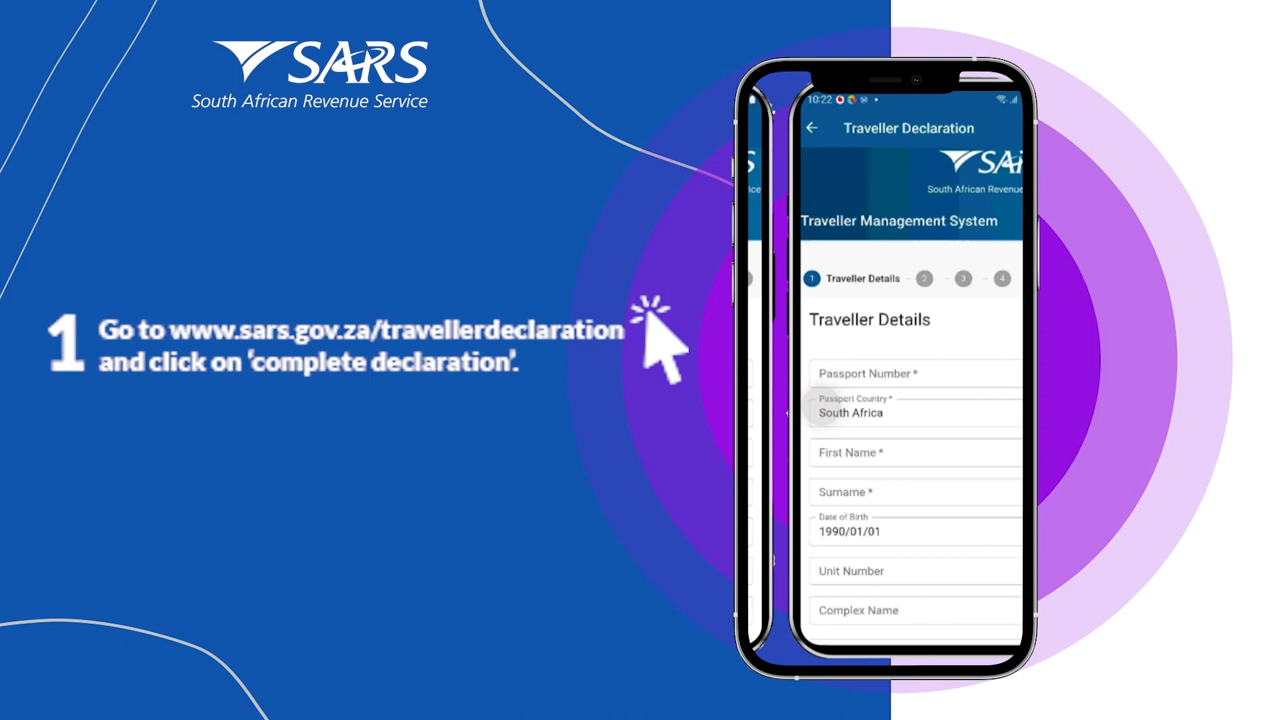 SARS
South African Revenue Service
1
Go to www.sars.gov.za/travellerdeclaration
and click on ‘complete declaration’.
10:22
Traveller Declaration
S
SAR
ice
South African Revenue
Traveller Management System
1 Traveller Details 2 3 4
Traveller Details
Passport Number *
Passport Country *
South Africa
First Name *
Surname *
Date of Birth
1990/01/01
Unit Number
Complex Name